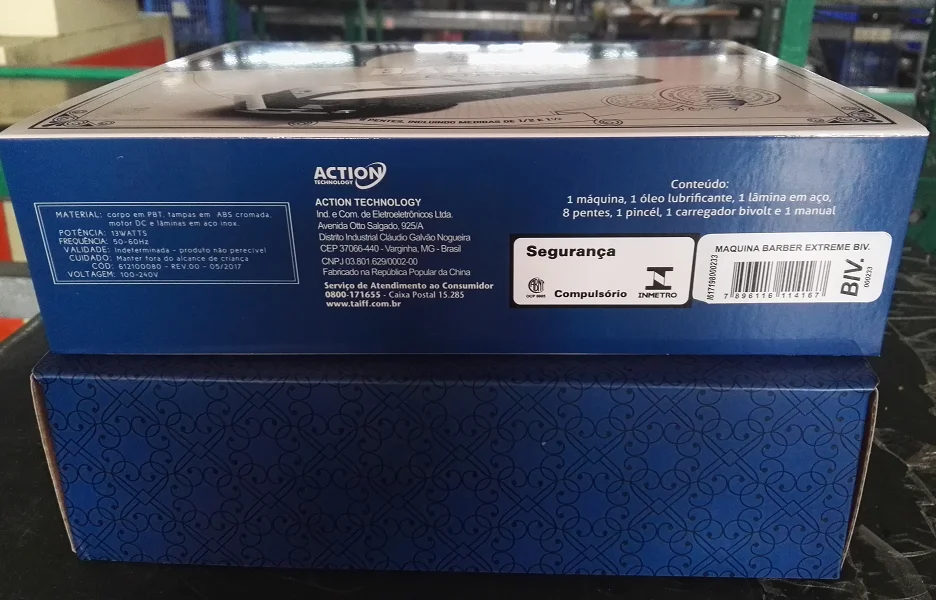 8 PENTES, INCLUINDO MEDIDAS DE 1/2 E 1½
ACTION
TECHNOLOGY
MATERIAL: corpo em PBT, tampas em ABS cromada,
motor DC e lâminas em aço inox.
POTÊNCIA: 13WATTS
FREQUÊNCIA: 50-60Hz
VALIDADE: Indeterminada - produto não perecível
CUIDADO: Manter fora do alcance de criança
CÓD: 612100080 - REV.00 - 05/2017
VOLTAGEM: 100-240V
ACTION TECHNOLOGY
Ind. e Com. de Eletroeletrônicos Ltda.
Avenida Otto Salgado, 925/A
Distrito Industrial Cláudio Galvão Nogueira
CEP 37066-440 - Varginha, MG - Brasil
CNPJ 03.801.629/0002-00
Fabricado na República Popular da China
Serviço de Atendimento ao Consumidor
0800-171655 - Caixa Postal 15.285
www.taiff.com.br
Conteúdo:
1 máquina, 1 óleo lubrificante, 1 lâmina em aço,
8 pentes, 1 pincél, 1 carregador bivolt e 1 manual
Segurança
Compulsório
INMETRO
MAQUINA BARBER EXTREME BIV.
7 896116 114167
BIV.
000233